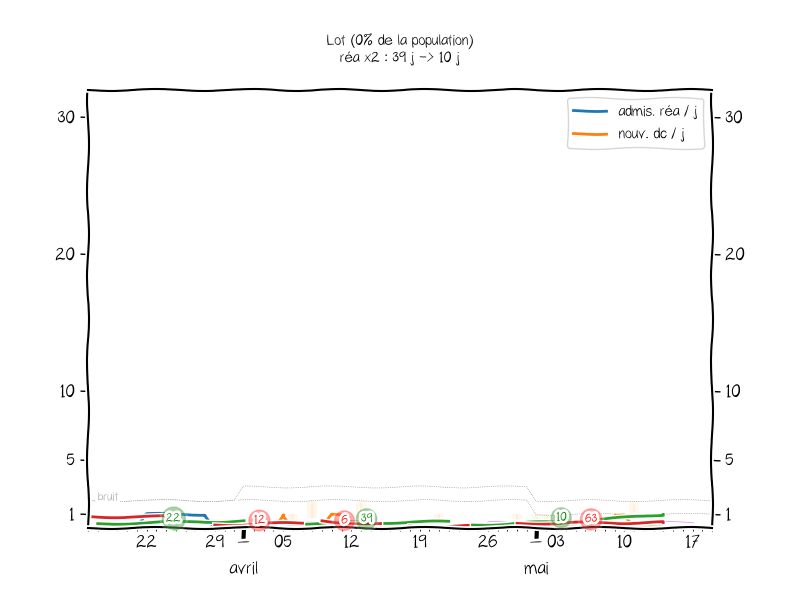 Lot (0% de la population)
réa x2 : 39 j -> 10 j
admis. réa / j
nouv. dc / j
30 30
20 20
10 10
5 5
bruit
1 1
22 12 6 39 10 63
22 29 05 12 19 26 03 10 17
avril mai